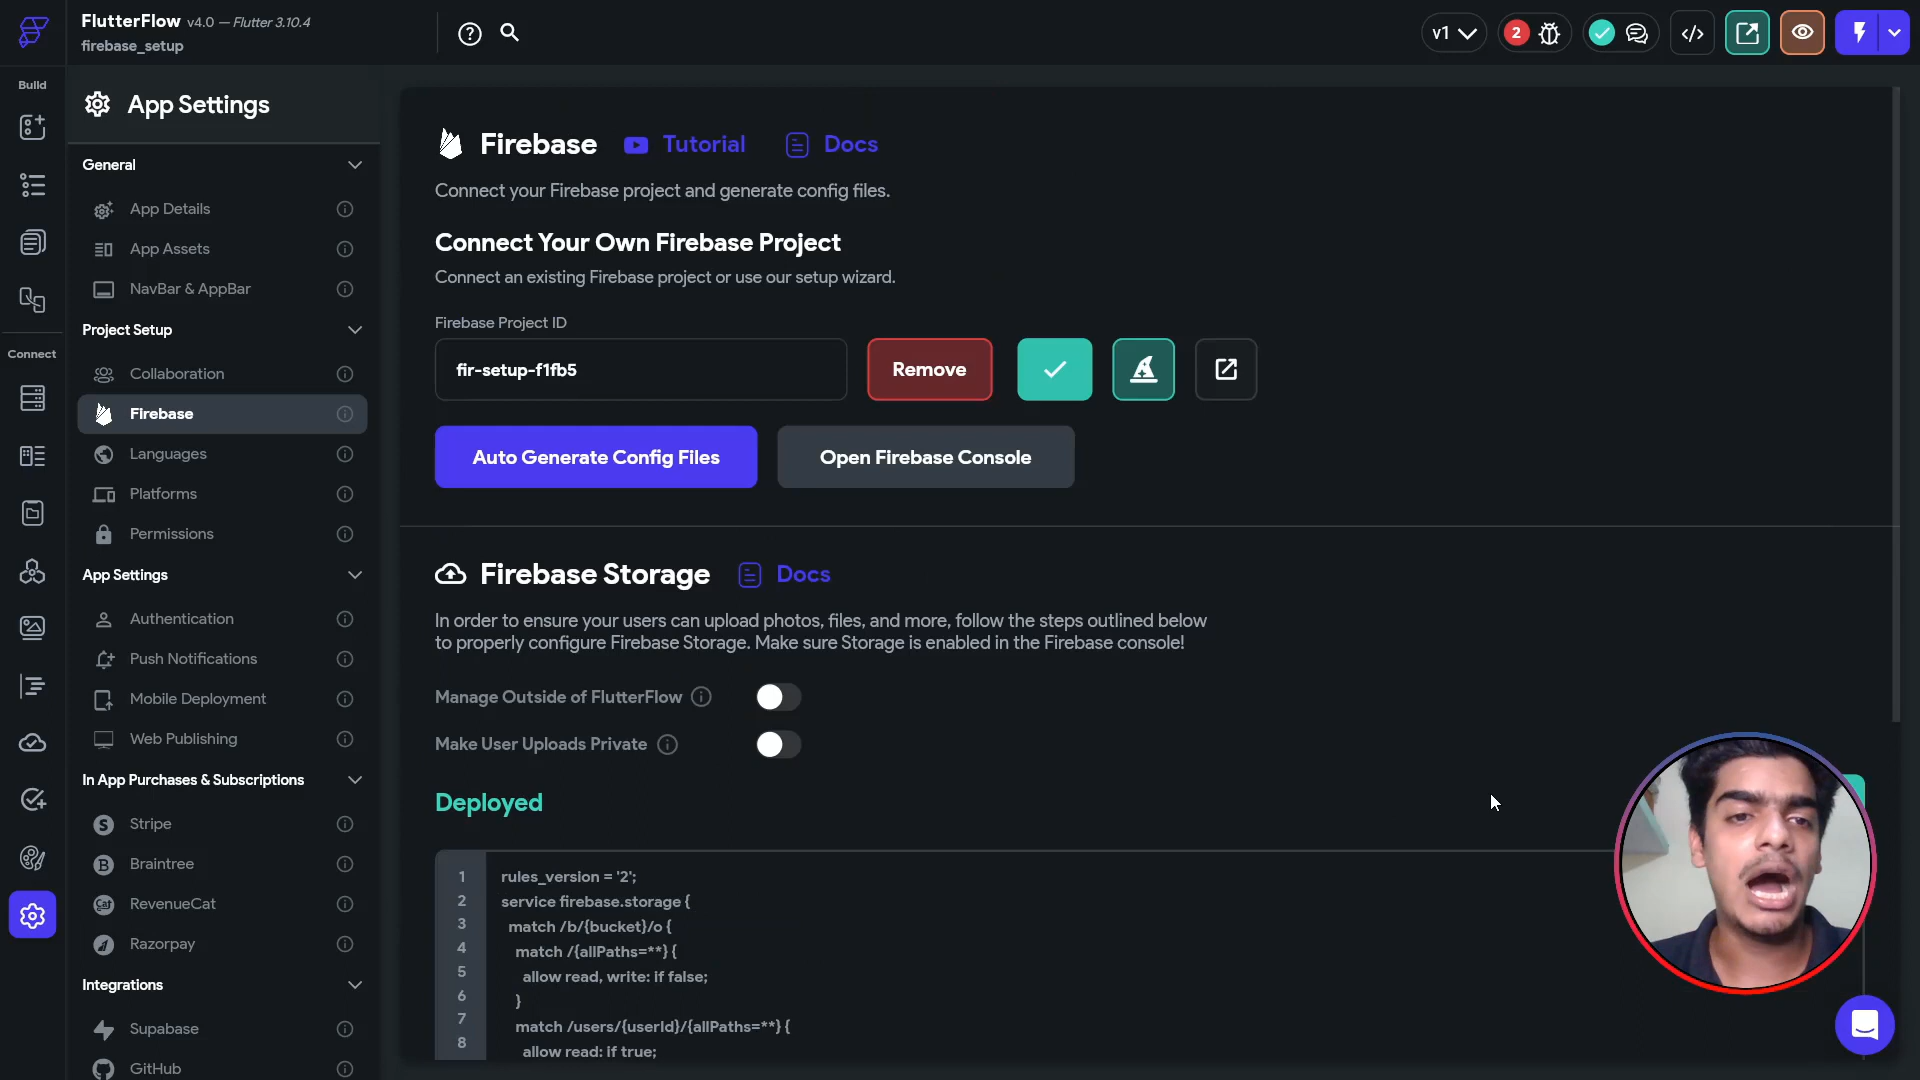 FlutterFlow v4.0 — Flutter 3.10.4
firebase_setup
v1
2
Build
Connect
App Settings
General
App Details
App Assets
NavBar & AppBar
Project Setup
Collaboration
Firebase
Languages
Platforms
Permissions
App Settings
Authentication
Push Notifications
Mobile Deployment
Web Publishing
In App Purchases & Subscriptions
Stripe
Braintree
RevenueCat
Razorpay
Integrations
Supabase
GitHub
Firebase Tutorial Docs
Connect your Firebase project and generate config files.
Connect Your Own Firebase Project
Connect an existing Firebase project or use our setup wizard.
Firebase Project ID
fir-setup-f1fb5
Remove
Auto Generate Config Files
Open Firebase Console
Firebase Storage Docs
In order to ensure your users can upload photos, files, and more, follow the steps outlined below
to properly configure Firebase Storage. Make sure Storage is enabled in the Firebase console!
Manage Outside of FlutterFlow
Make User Uploads Private
Deployed
1 rules_version = '2';
2 service firebase.storage {
3 match /b/{bucket}/o {
4 match /{allPaths=**} {
5 allow read, write: if false;
6 }
7 match /users/{userId}/{allPaths=**} {
8 allow read: if true;